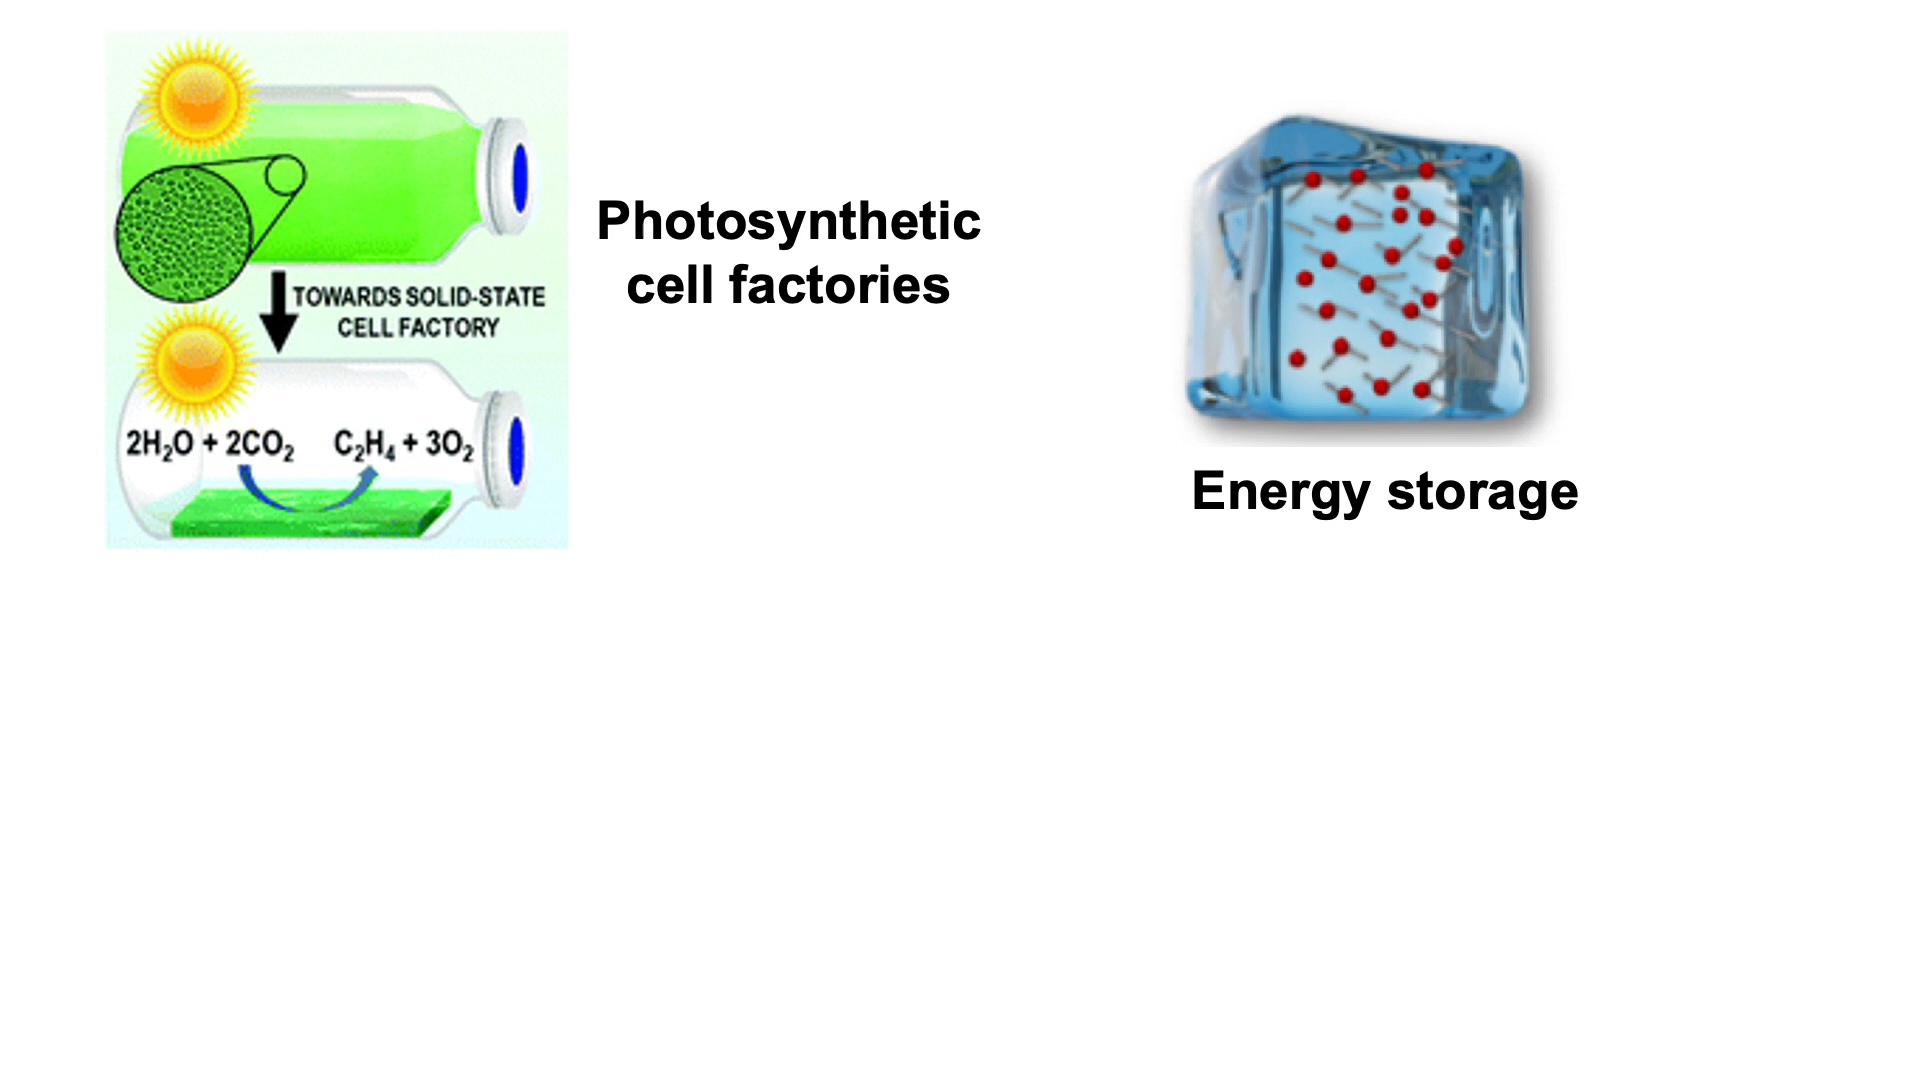 Photosynthetic
cell factories
TOWARDS SOLID-STATE
CELL FACTORY
2H₂O + 2CO₂ C₂H₄ + 3O₂
Energy storage